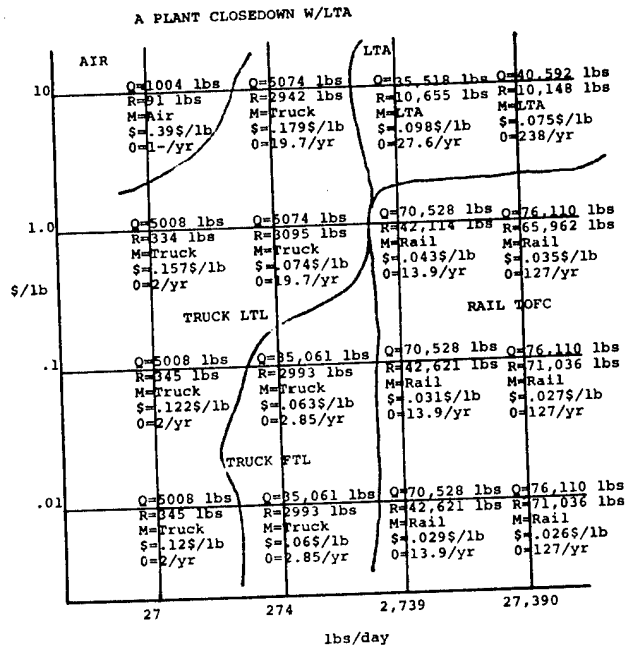 A PLANT CLOSEDOWN W/LTA
AIR
LTA
10
Q=1004 lbs
R=91 lbs
M=Air
$=.39$/lb
0=1-/yr
Q=5074 lbs
R=2942 lbs
M=Truck
$=.179$/lb
0=19.7/yr
Q=35,518 lbs
R=10,655 lbs
M=LTA
$=.098$/lb
0=27.6/yr
Q=40,592 lbs
R=10,148 lbs
M=LTA
$=.075$/lb
0=238/yr
1.0
Q=5008 lbs
R=334 lbs
M=Truck
$=.157$/lb
0=2/yr
Q=5074 lbs
R=3095 lbs
M=Truck
$=.074$/lb
0=19.7/yr
Q=70,528 lbs
R=42,114 lbs
M=Rail
$=.043$/lb
0=13.9/yr
Q=76,110 lbs
R=65,962 lbs
M=Rail
$=.035$/lb
0=127/yr
$/lb
TRUCK LTL
RAIL TOFC
.1
Q=5008 lbs
R=345 lbs
M=Truck
$=.122$/lb
0=2/yr
Q=35,061 lbs
R=2993 lbs
M=Truck
$=.063$/lb
0=2.85/yr
Q=70,528 lbs
R=42,621 lbs
M=Rail
$=.031$/lb
0=13.9/yr
Q=76,110 lbs
R=71,036 lbs
M=Rail
$=.027$/lb
0=127/yr
TRUCK FTL
.01
Q=5008 lbs
R=345 lbs
M=Truck
$=.12$/lb
0=2/yr
Q=35,061 lbs
R=2993 lbs
M=Truck
$=.06$/lb
0=2.85/yr
Q=70,528 lbs
R=42,621 lbs
M=Rail
$=.029$/lb
0=13.9/yr
Q=76,110 lbs
R=71,036 lbs
M=Rail
$=.026$/lb
0=127/yr
27 274 2,739 27,390
lbs/day